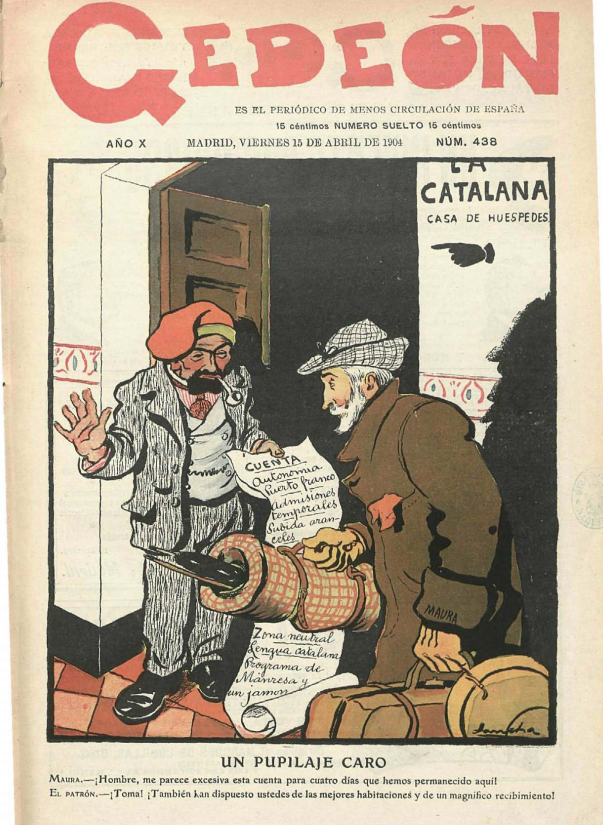 GEDEÓN
ES EL PERIÓDICO DE MENOS CIRCULACIÓN DE ESPAÑA
15 céntimos NUMERO SUELTO 15 céntimos
AÑO X MADRID, VIERNES 15 DE ABRIL DE 1904 NÚM. 438
LA
CATALANA
CASA DE HUESPEDES
CUENTA
Autonomia
Puerto franco
Admisiones
temporales
Subida aran-
celes
Zona neutral
Lengua catalana
Programa de
Manresa y
un jamon
MAURA
Sancha
UN PUPILAJE CARO
MAURA.—¡Hombre, me parece excesiva esta cuenta para cuatro días que hemos permanecido aquí!
EL PATRÓN.—¡Toma! ¡También han dispuesto ustedes de las mejores habitaciones y de un magnífico recibimiento!